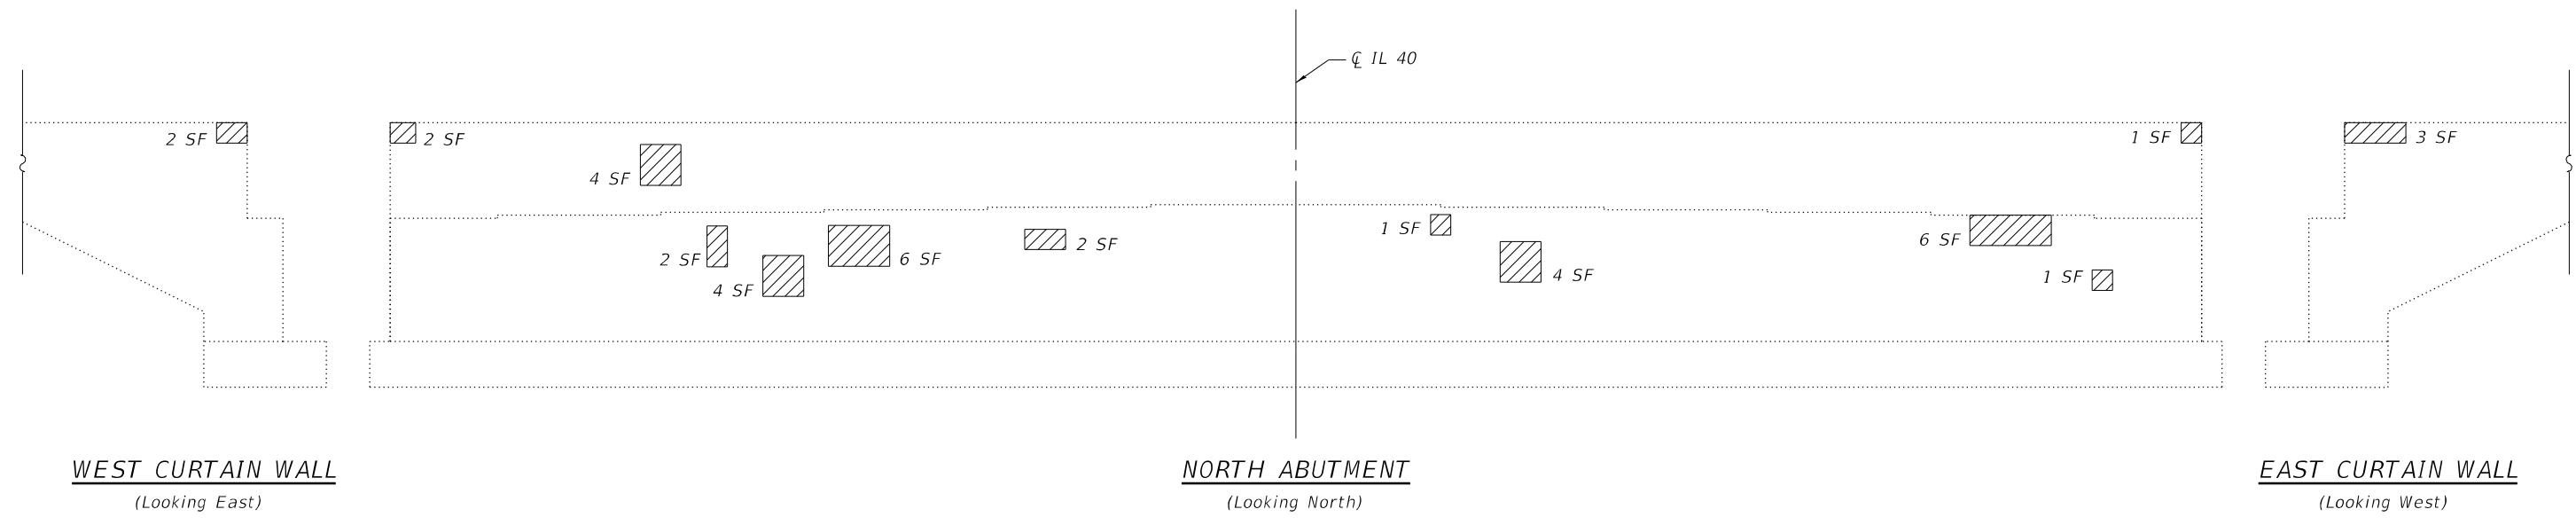 ℄ IL 40
2 SF
2 SF
1 SF
3 SF
4 SF
1 SF
6 SF
2 SF
2 SF
6 SF
4 SF
4 SF
1 SF
WEST CURTAIN WALL
(Looking East)
NORTH ABUTMENT
(Looking North)
EAST CURTAIN WALL
(Looking West)